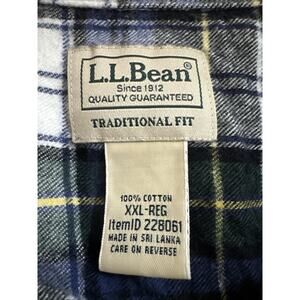 L.L.Bean®
Since 1912
QUALITY GUARANTEED
TRADITIONAL FIT
100% COTTON
XXL-REG
ItemID 228061
MADE IN SRI LANKA
CARE ON REVERSE